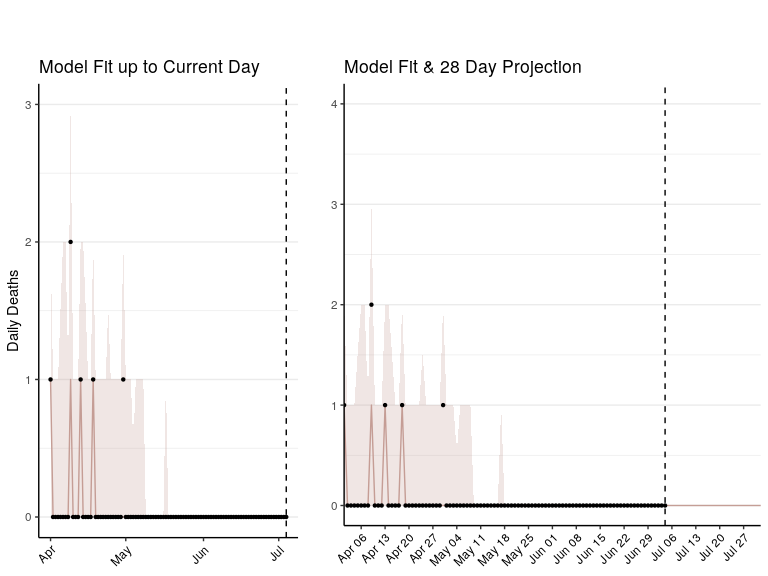 Model Fit up to Current Day
Daily Deaths
3
2
1
0
Apr
May
Jun
Jul
Model Fit & 28 Day Projection
4
3
2
1
0
Apr 06
Apr 13
Apr 20
Apr 27
May 04
May 11
May 18
May 25
Jun 01
Jun 08
Jun 15
Jun 22
Jun 29
Jul 06
Jul 13
Jul 20
Jul 27